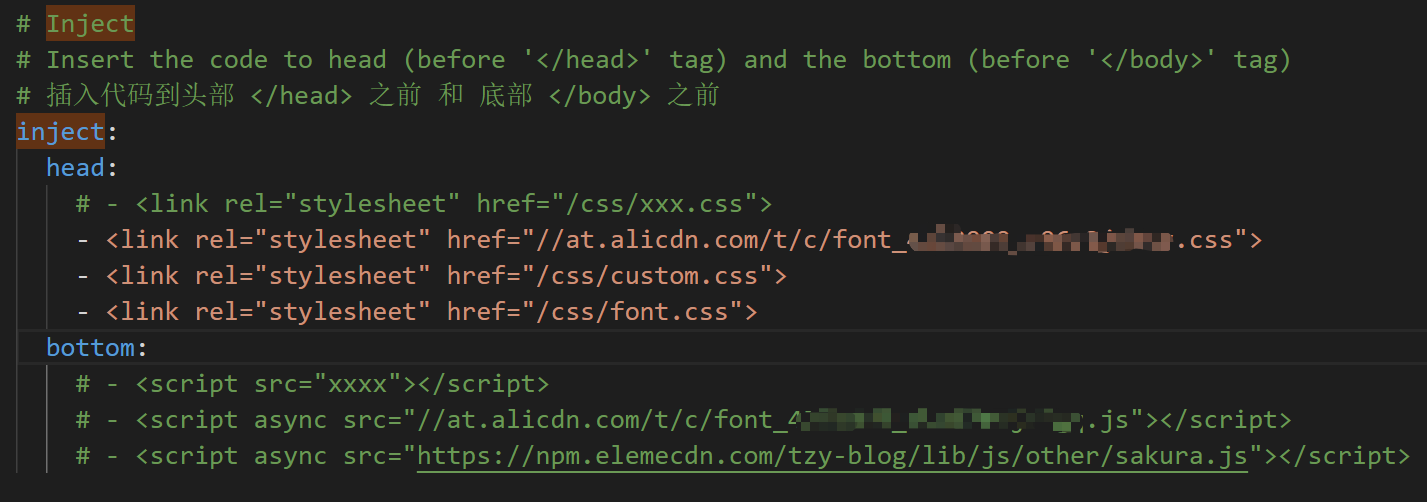 # Inject
# Insert the code to head (before '</head>' tag) and the bottom (before '</body>' tag)
# 插入代码到头部 </head> 之前 和 底部 </body> 之前
inject:
head:
# - <link rel="stylesheet" href="/css/xxx.css">
- <link rel="stylesheet" href="//at.alicdn.com/t/c/font_ .css">
- <link rel="stylesheet" href="/css/custom.css">
- <link rel="stylesheet" href="/css/font.css">
bottom:
# - <script src="xxxx"></script>
# - <script async src="//at.alicdn.com/t/c/font_ .js"></script>
# - <script async src="https://npm.elemecdn.com/tzy-blog/lib/js/other/sakura.js"></script>